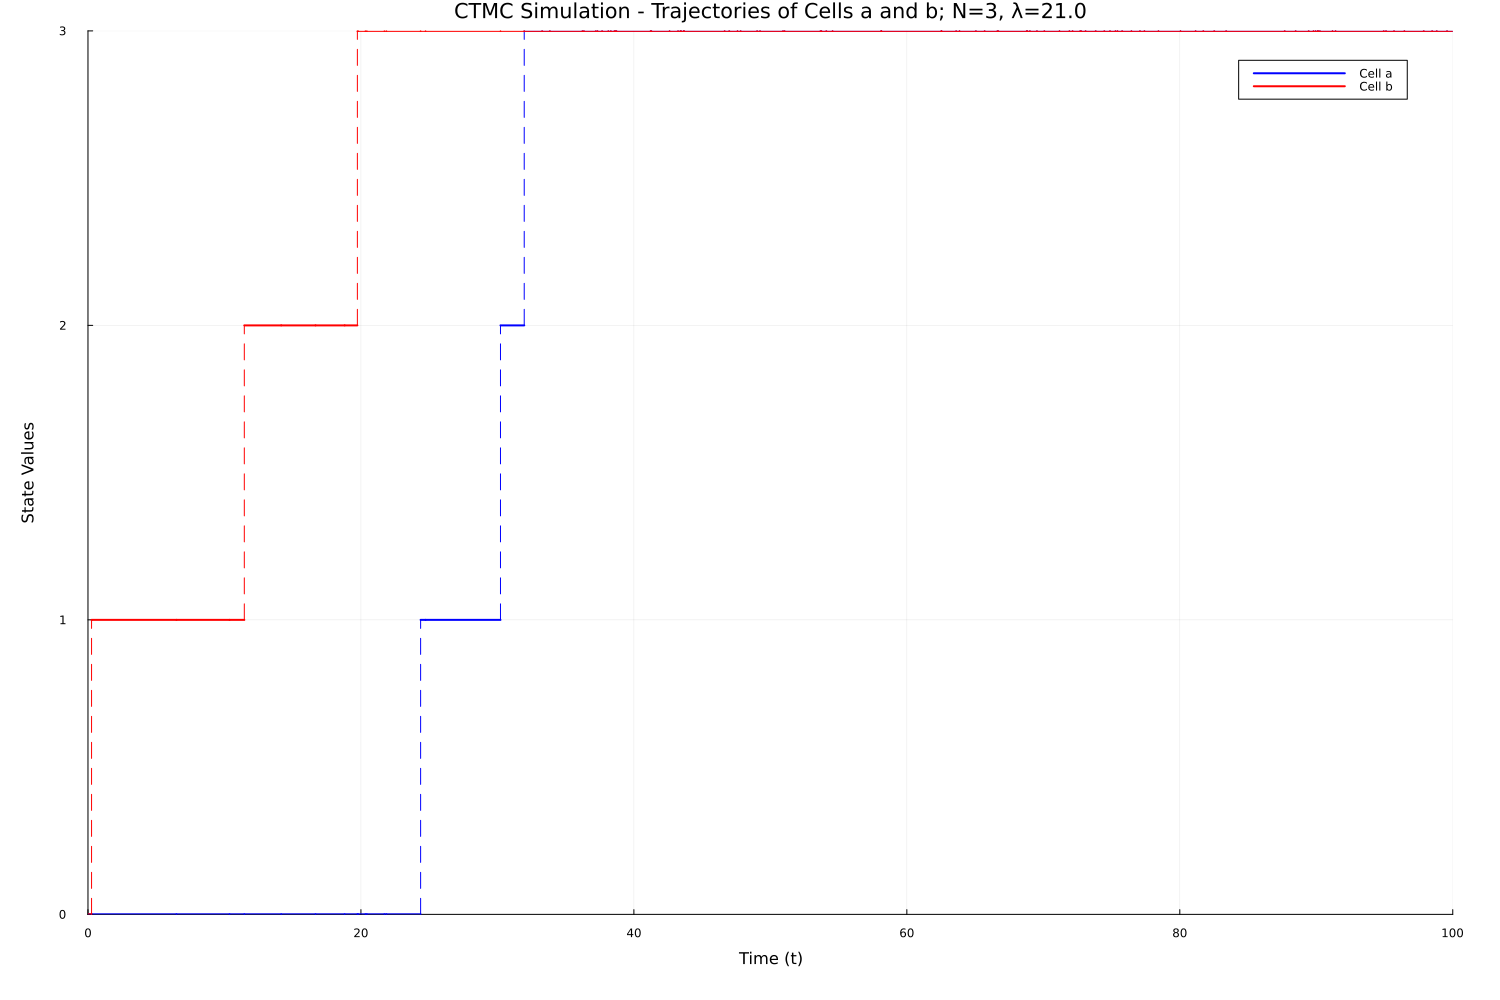 CTMC Simulation - Trajectories of Cells a and b; N=3, λ=21.0
3
Cell a
Cell b
2
State Values
1
0
0 20 40 60 80 100
Time (t)